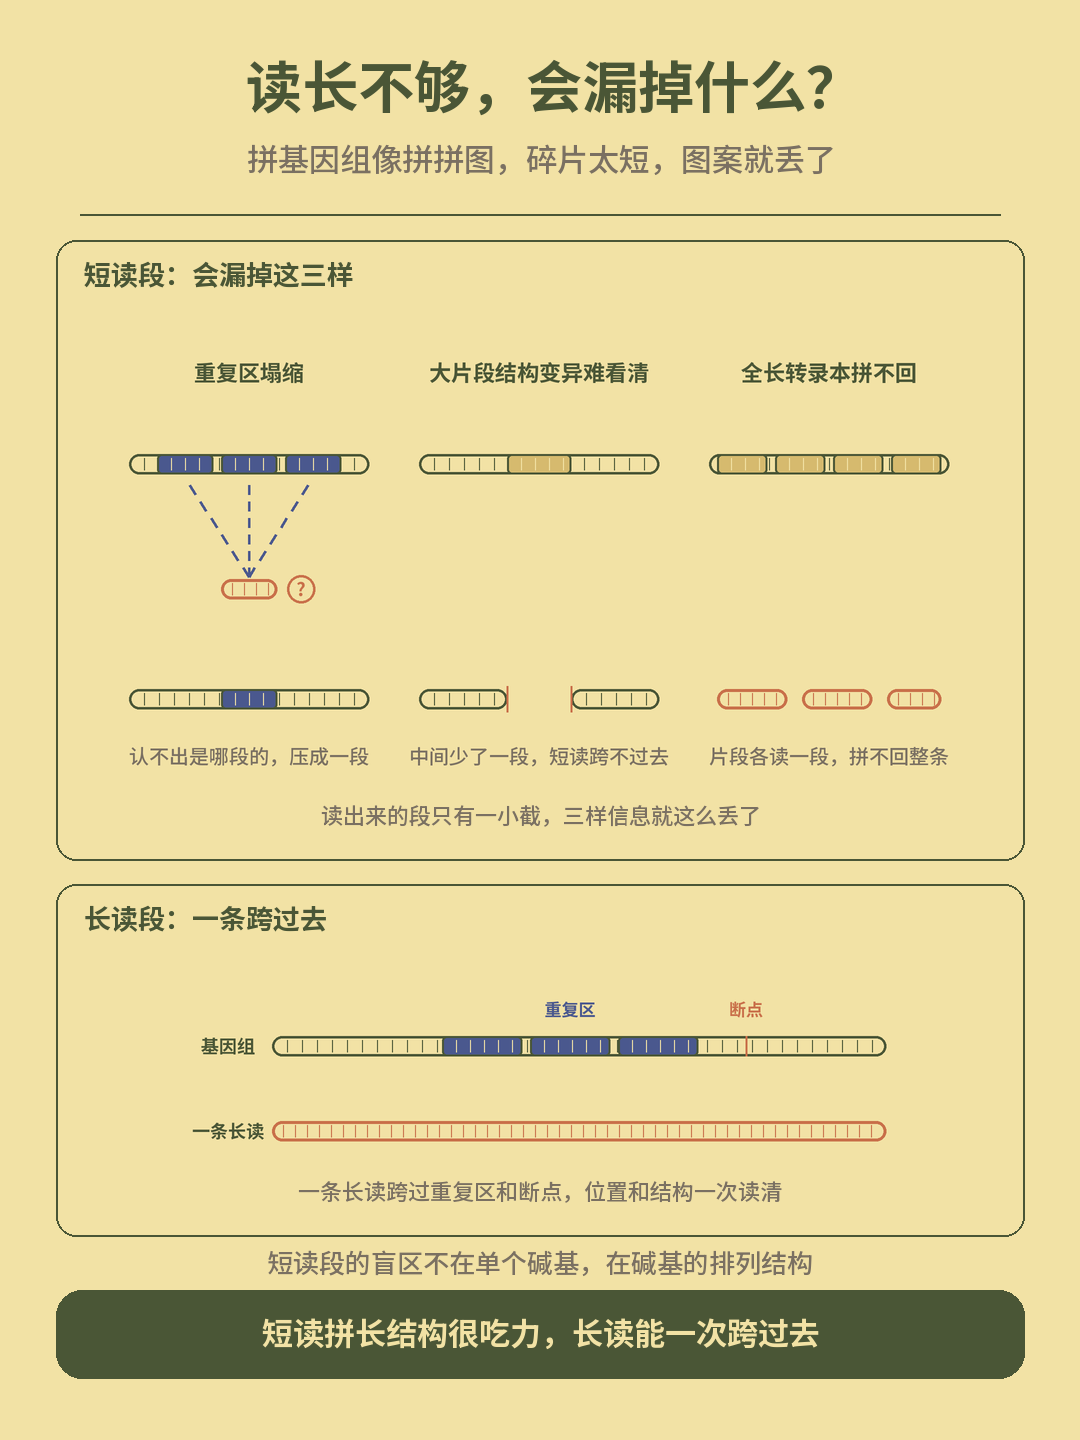 读长不够，会漏掉什么？
拼基因组像拼拼图，碎片太短，图案就丢了
短读段：会漏掉这三样
重复区塌缩
大片段结构变异难看清
全长转录本拼不回
?
认不出是哪段的，压成一段
中间少了一段，短读跨不过去
片段各读一段，拼不回整条
读出来的段只有一小截，三样信息就这么丢了
长读段：一条跨过去
重复区
断点
基因组
一条长读
一条长读跨过重复区和断点，位置和结构一次读清
短读段的盲区不在单个碱基，在碱基的排列结构
短读拼长结构很吃力，长读能一次跨过去